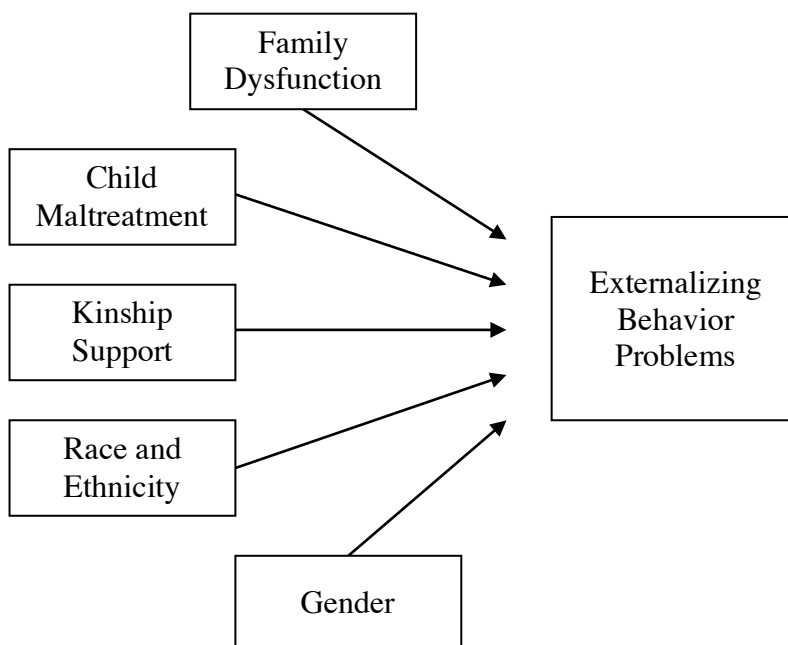 Family
Dysfunction
Child
Maltreatment
Kinship
Support
Race and
Ethnicity
Gender
Externalizing
Behavior
Problems